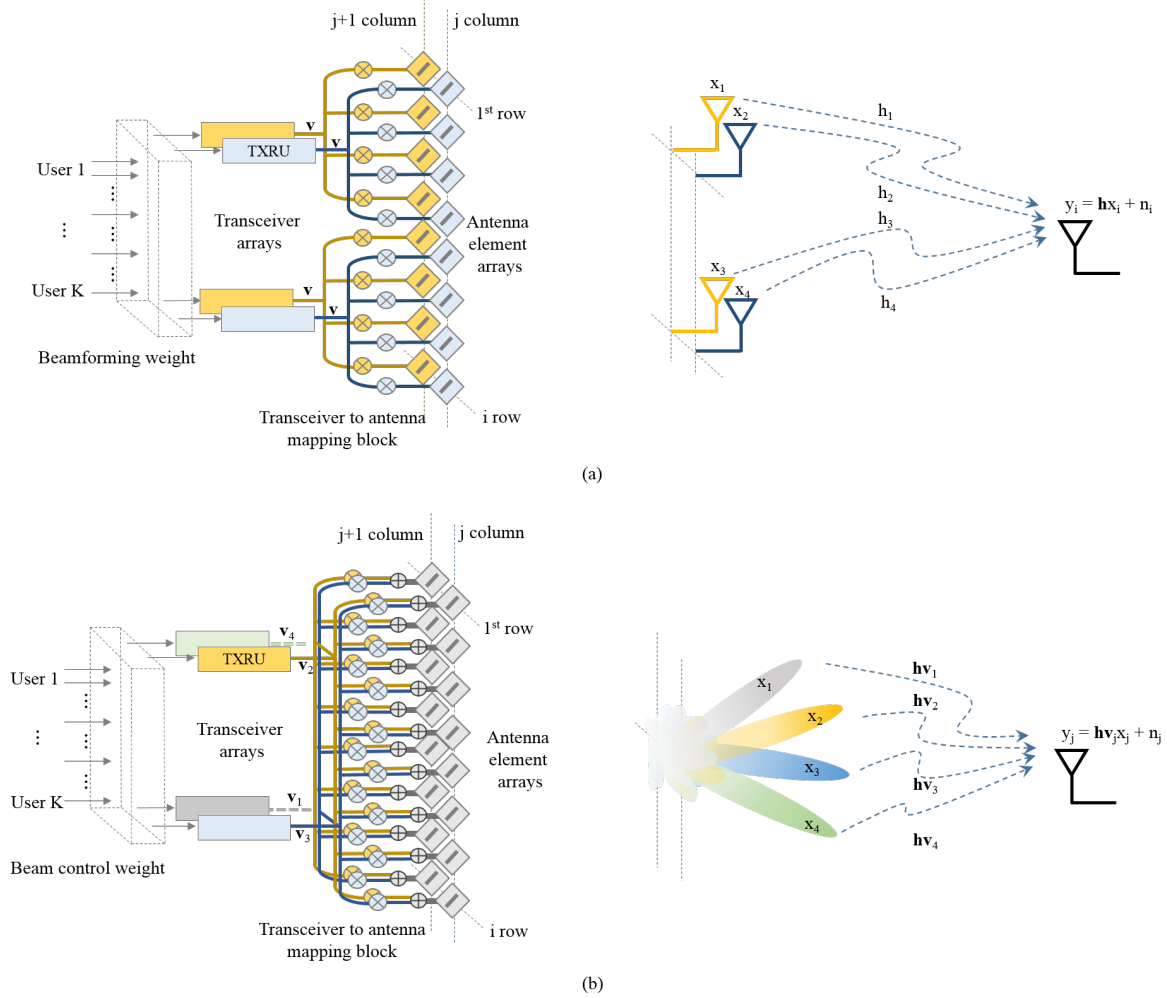 j+1 column
j column
x₁
1ˢᵗ row
x₂
h₁
v
TXRU
v
User 1
⋮
h₂
yᵢ = hxᵢ + nᵢ
Transceiver
arrays
Antenna
element
arrays
h₃
... ⋮
x₃
User K
v
x₄
h₄
v
Beamforming weight
i row
Transceiver to antenna
mapping block
(a)
j+1 column
j column
1ˢᵗ row
v₄
TXRU
v₂
User 1
hv₁
x₁
hv₂
x₂
⋮
Transceiver
arrays
Antenna
element
arrays
yⱼ = hvⱼxⱼ + nⱼ
... ⋮
x₃
hv₃
User K
v₁
x₄
v₃
hv₄
Beam control weight
Transceiver to antenna
mapping block
i row
(b)